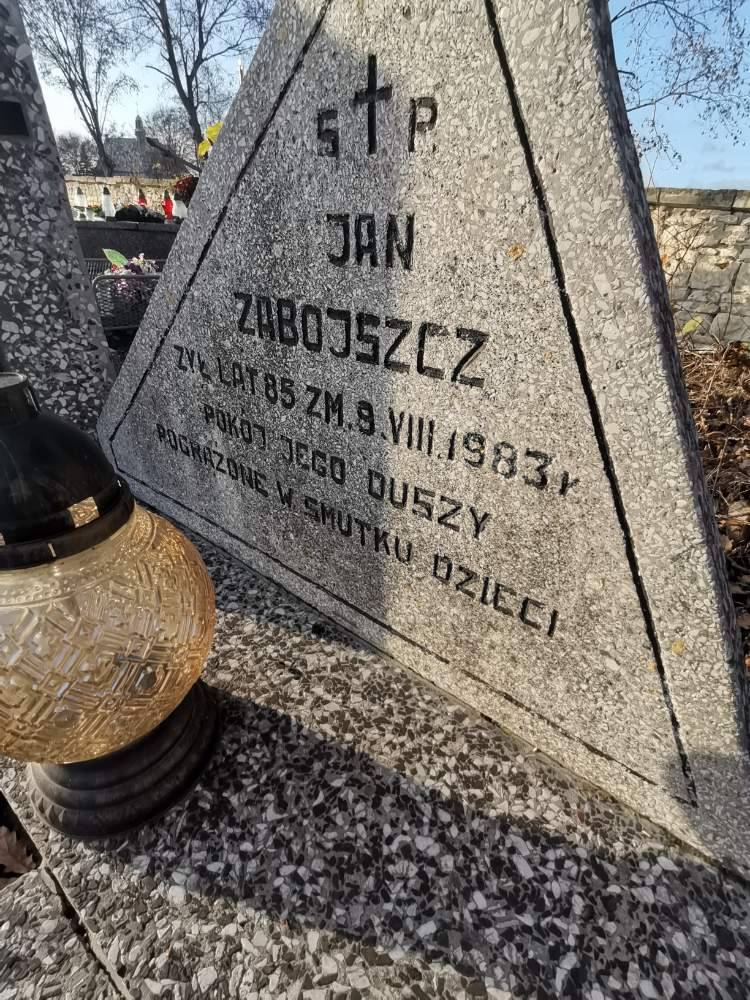 Ś P.
JAN
ZABOJSZCZ
ŻYŁ LAT 85 ZM. 9.VIII.1983 r
POKÓJ JEGO DUSZY
POGRĄŻONE W SMUTKU DZIECI